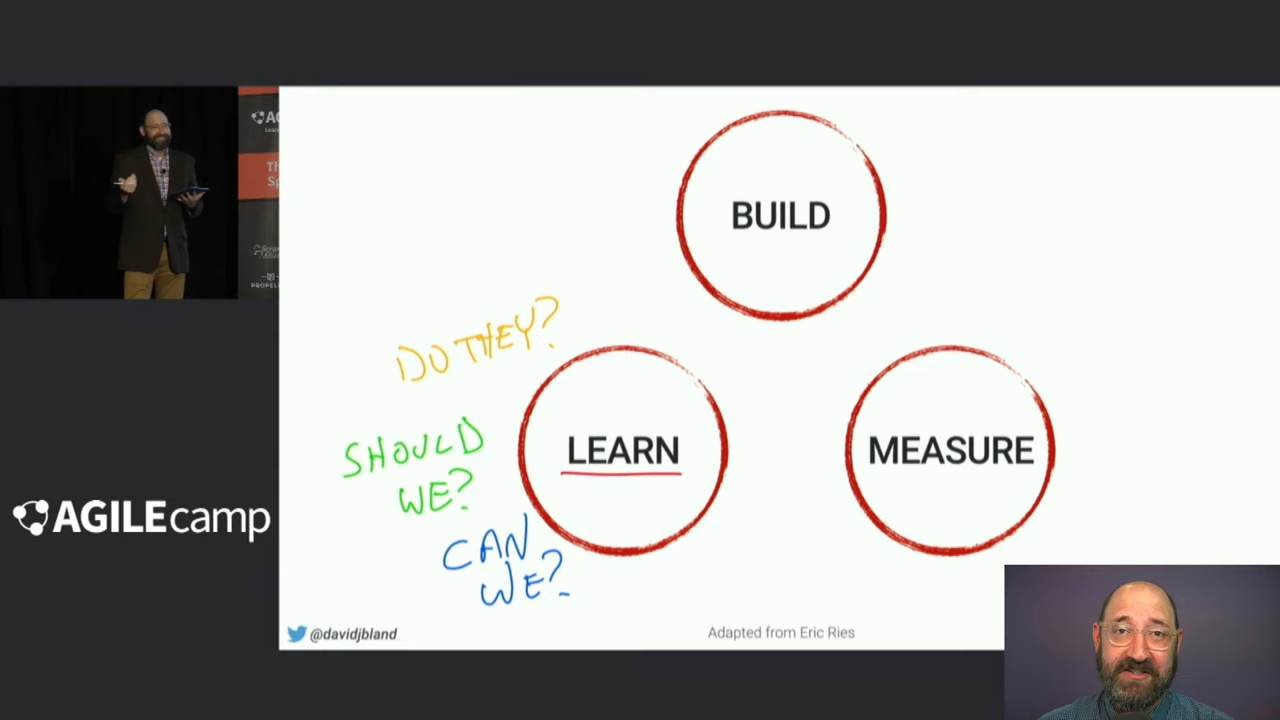 BUILD
DO THEY?
LEARN
MEASURE
SHOULD
WE?
CAN
WE?
AGILEcamp
@davidjbland
Adapted from Eric Ries